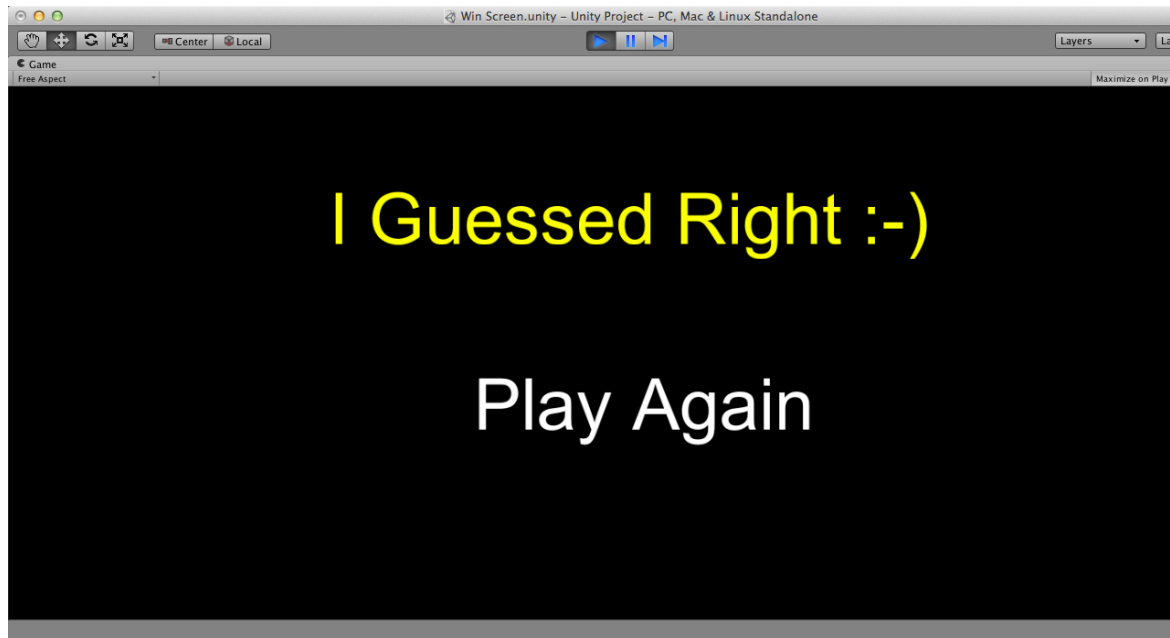 Win Screen.unity – Unity Project – PC, Mac & Linux Standalone
Center Local Layers La
Game
Free Aspect Maximize on Play
I Guessed Right :-)
Play Again